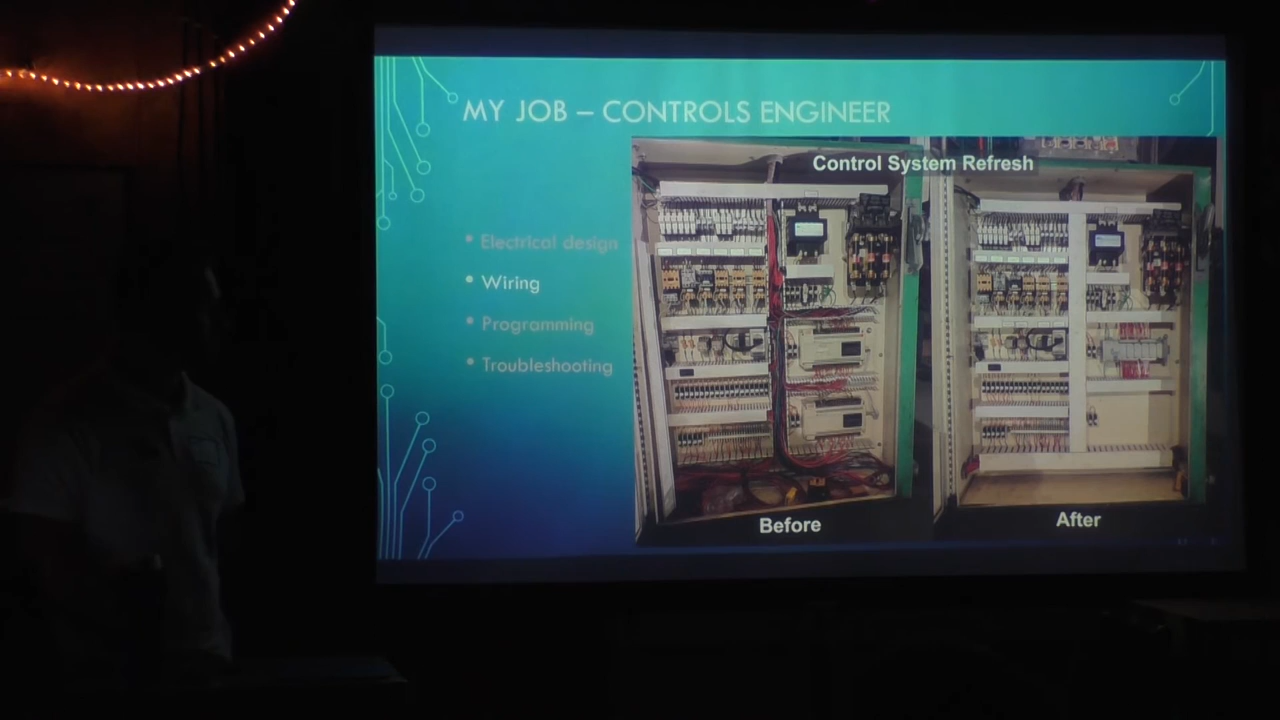 MY JOB – CONTROLS ENGINEER
Control System Refresh
• Electrical design
• Wiring
• Programming
• Troubleshooting
Before
After